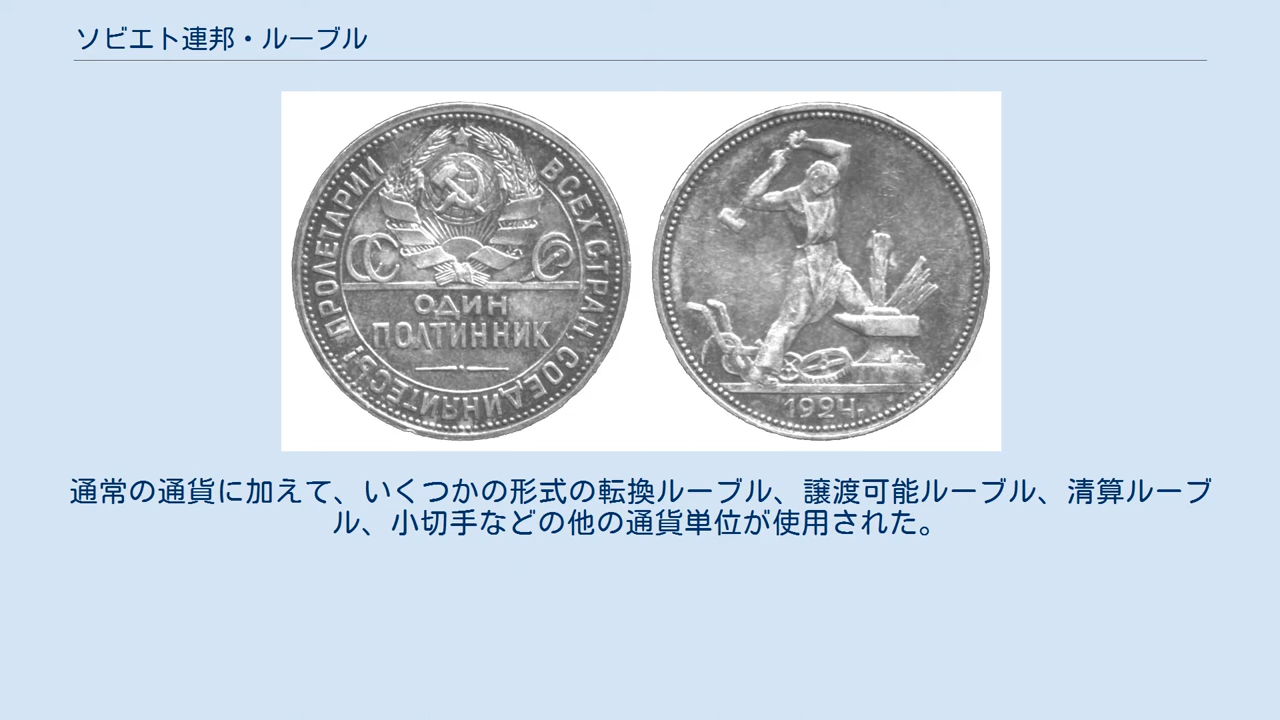 ソビエト連邦・ルーブル
ПРОЛЕТАРИИ ВСЕХ СТРАН, СОЕДИНЯЙТЕСЬ!
СССР
ОДИН
ПОЛТИННИК
1924
通常の通貨に加えて、いくつかの形式の転換ルーブル、譲渡可能ルーブル、清算ルーブ
ル、小切手などの他の通貨単位が使用された。